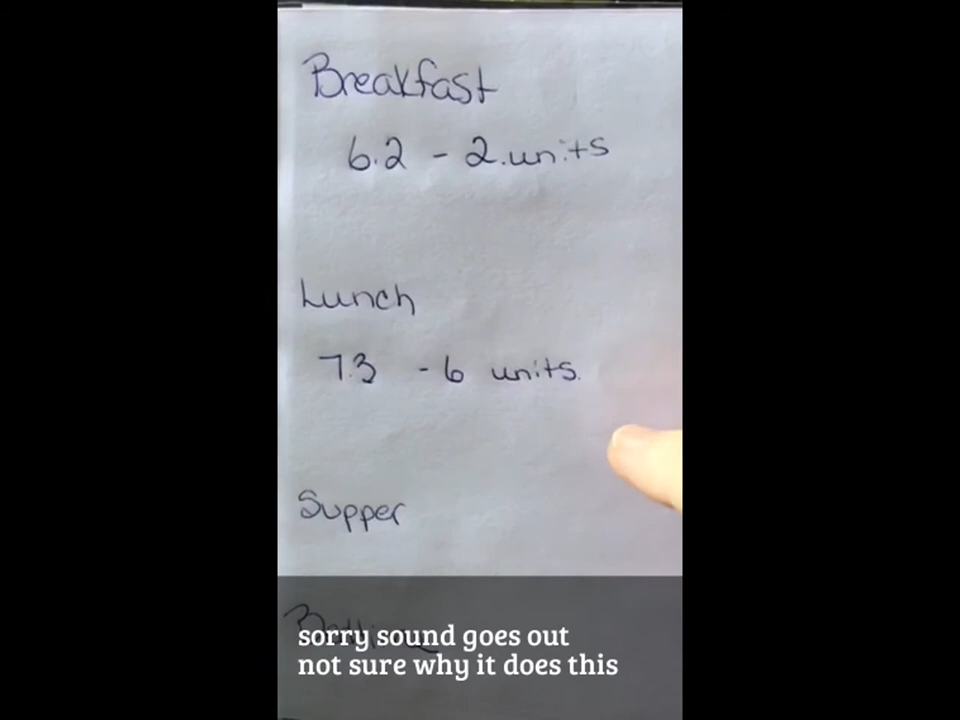 Breakfast
6.2 - 2.units
Lunch
7.3 - 6 units.
Supper
sorry sound goes out
not sure why it does this